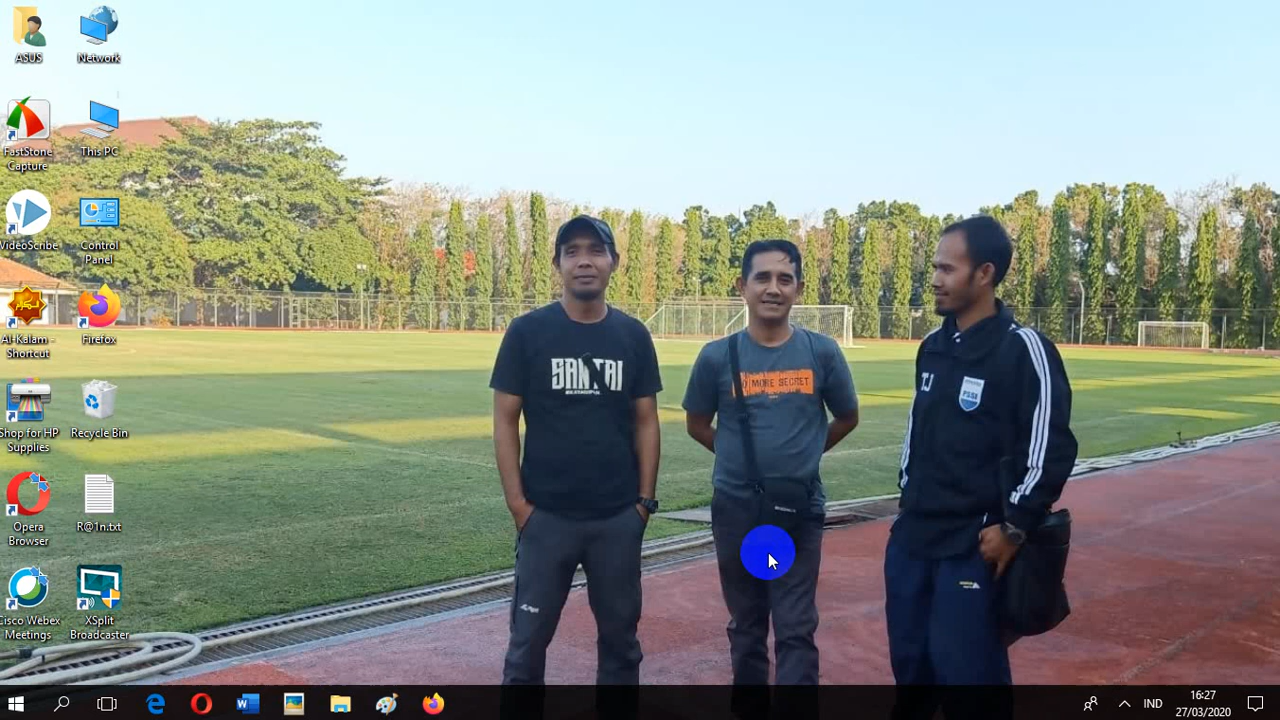 ASUS
Network
FastStone
Capture
This PC
VideoScribe
Control
Panel
Al-Kalam -
Shortcut
Firefox
Shop for HP
Supplies
Recycle Bin
Opera
Browser
R@1n.txt
Cisco Webex
Meetings
XSplit
Broadcaster
SANTAI
O MORE SECRET
TJ
PSSI
IND
16:27
27/03/2020